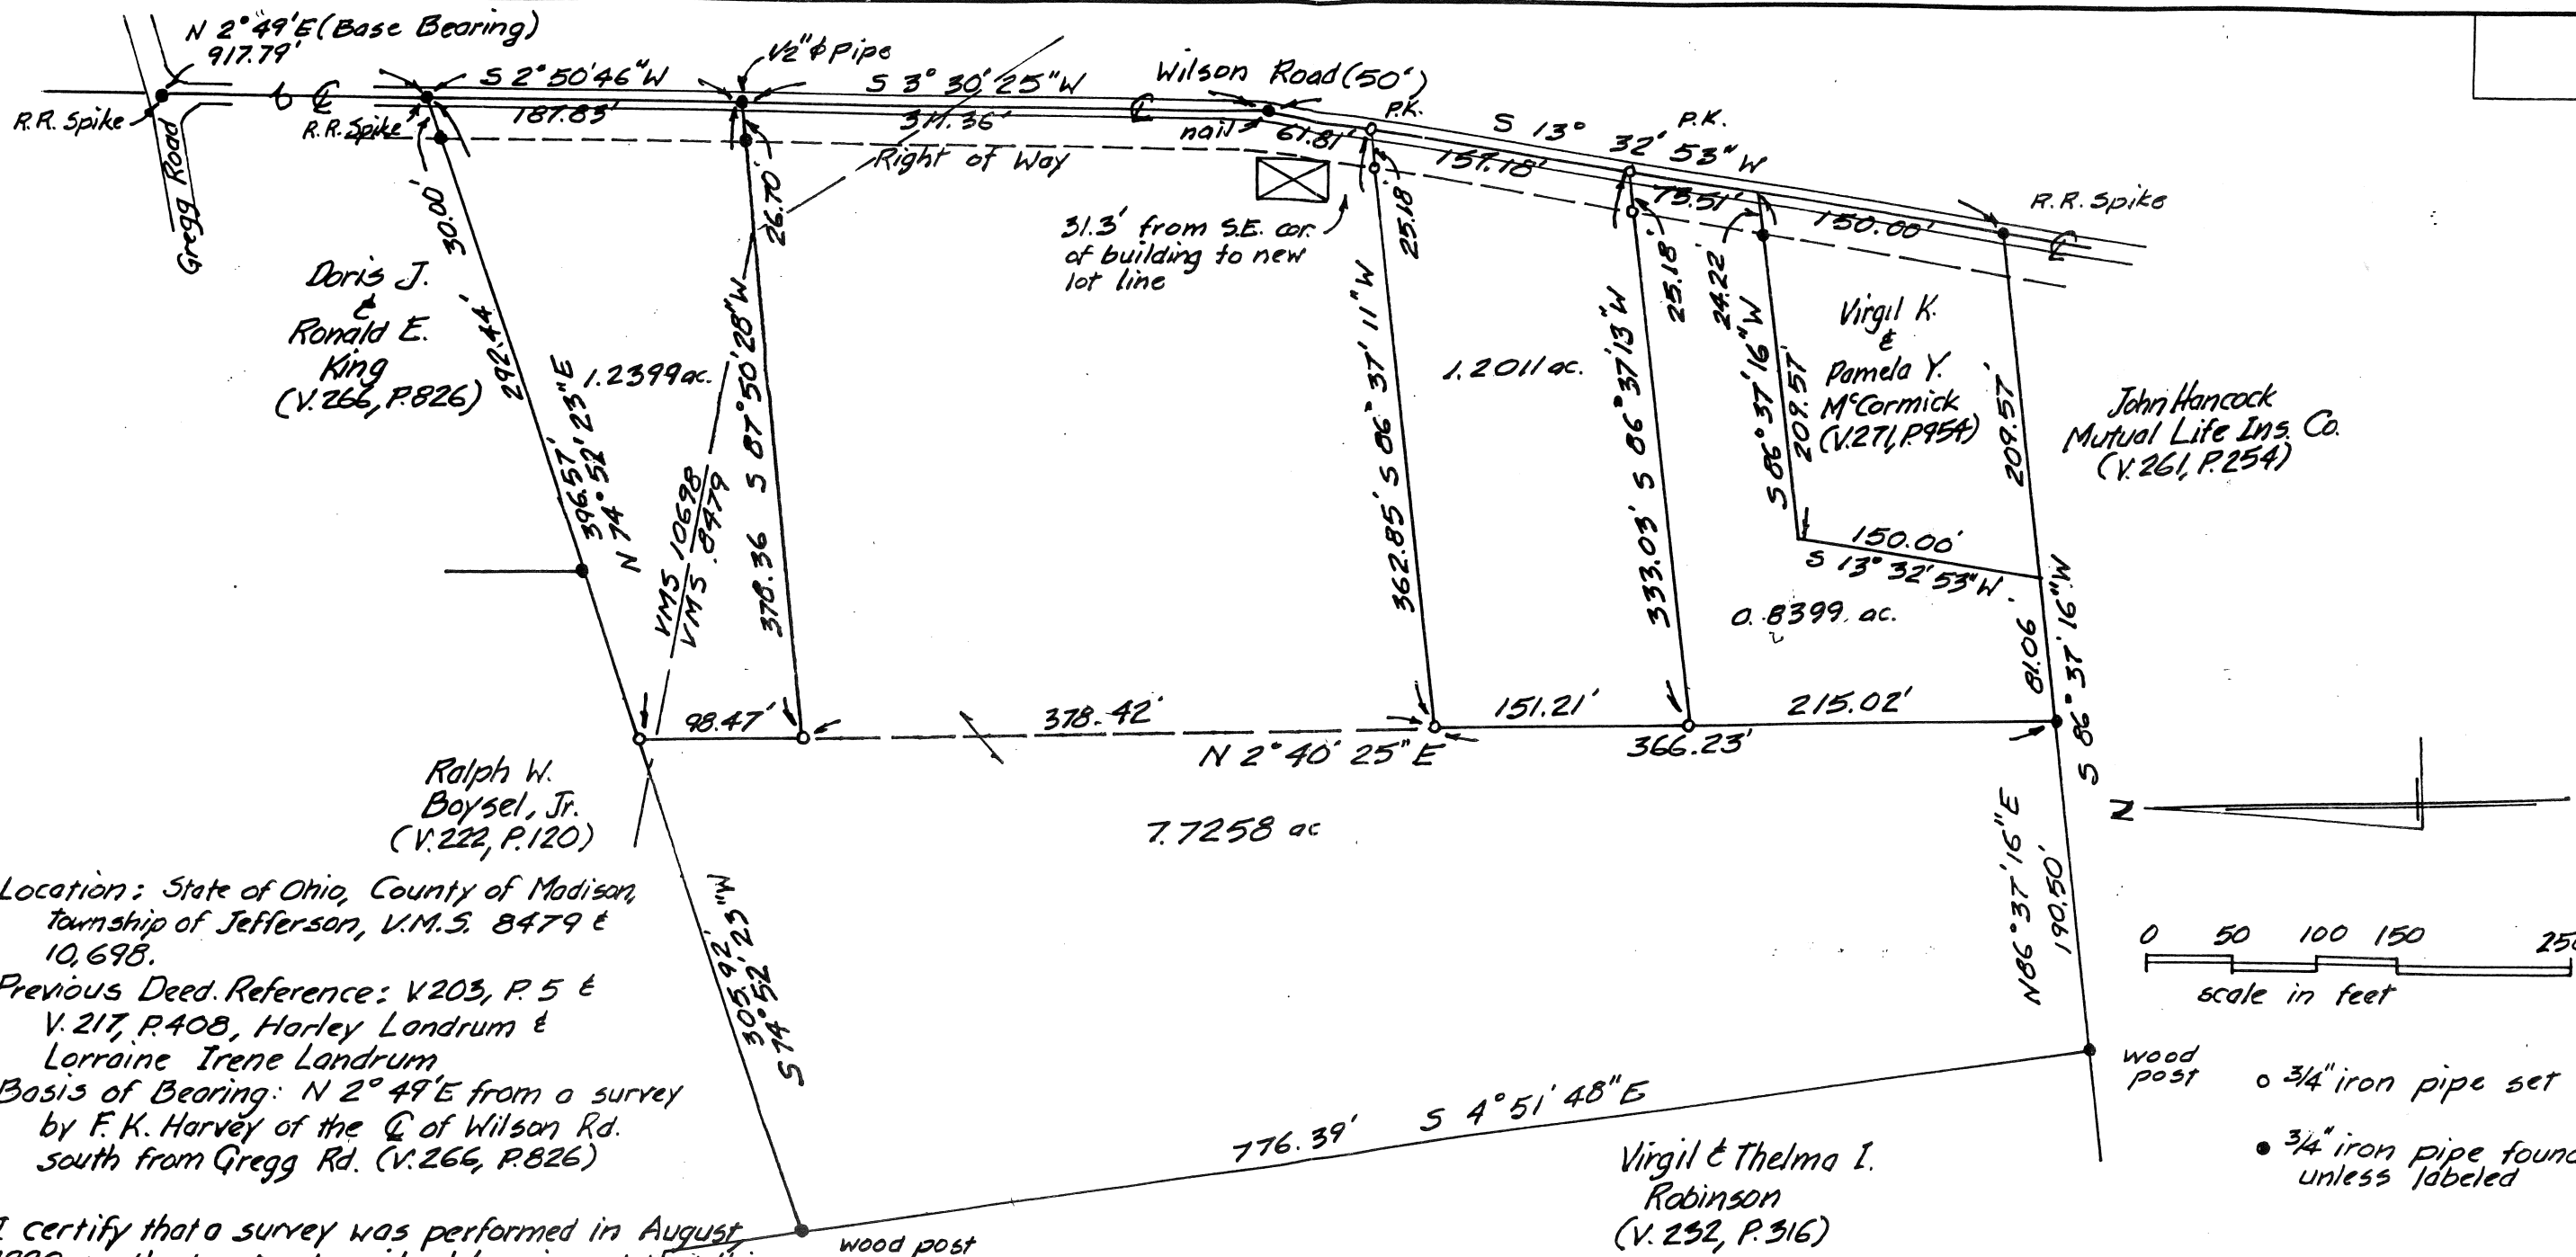 N 2° 49' E (Base Bearing)
917.79'
R.R. Spike
Gregg Road
℄
R.R. Spike
S 2° 50' 46" W
187.83'
1/2" ϕ Pipe
S 3° 30' 25" W
311.36'
℄
Wilson Road (50')
nail
61.81'
P.K.
S 13° 32' 53" W
P.K.
157.18'
73.51'
150.00'
R.R. Spike
℄
Right of Way
30.00'
26.70'
25.18'
25.18'
24.22
31.3' from S.E. cor.
of building to new
lot line
Doris J.
&
Ronald E.
King
(V. 266, P. 826)
292.44'
396.57'
N 74° 52' 23" E
1.2399 ac.
VMS 10698
VMS 8479
378.36 S 87° 50' 28" W
362.85' S 86° 37' 11" W
1.2011 ac.
333.03' S 86° 37' 13" W
S 86° 37' 16" W
209.57'
Virgil K.
&
Pamela Y.
McCormick
(V. 271, P. 954)
209.57'
John Hancock
Mutual Life Ins. Co.
(V. 261, P. 254)
150.00'
S 13° 32' 53" W
0.8399 ac.
81.06
S 86° 37' 16" W
98.47'
378.42'
N 2° 40' 25" E
151.21'
215.02'
366.23'
Ralph W.
Boysel, Jr.
(V. 222, P. 120)
7.7258 ac
N
N 86° 37' 16" E
190.50'
305.92'
S 74° 52' 23" W
Location: State of Ohio, County of Madison,
Township of Jefferson, V.M.S. 8479 &
10,698.
Previous Deed. Reference: V. 203, P. 5 &
V. 217, P. 408, Harley Landrum &
Lorraine Irene Landrum
Basis of Bearing: N 2° 49' E from a survey
by F. K. Harvey of the ℄ of Wilson Rd.
south from Gregg Rd. (V. 266, P. 826)
I certify that a survey was performed in August
0 50 100 150 250
scale in feet
wood
post
○ 3/4" iron pipe set
● 3/4" iron pipe found
unless labeled
776.39' S 4° 51' 48" E
wood post
Virgil & Thelma I.
Robinson
(V. 232, P. 316)